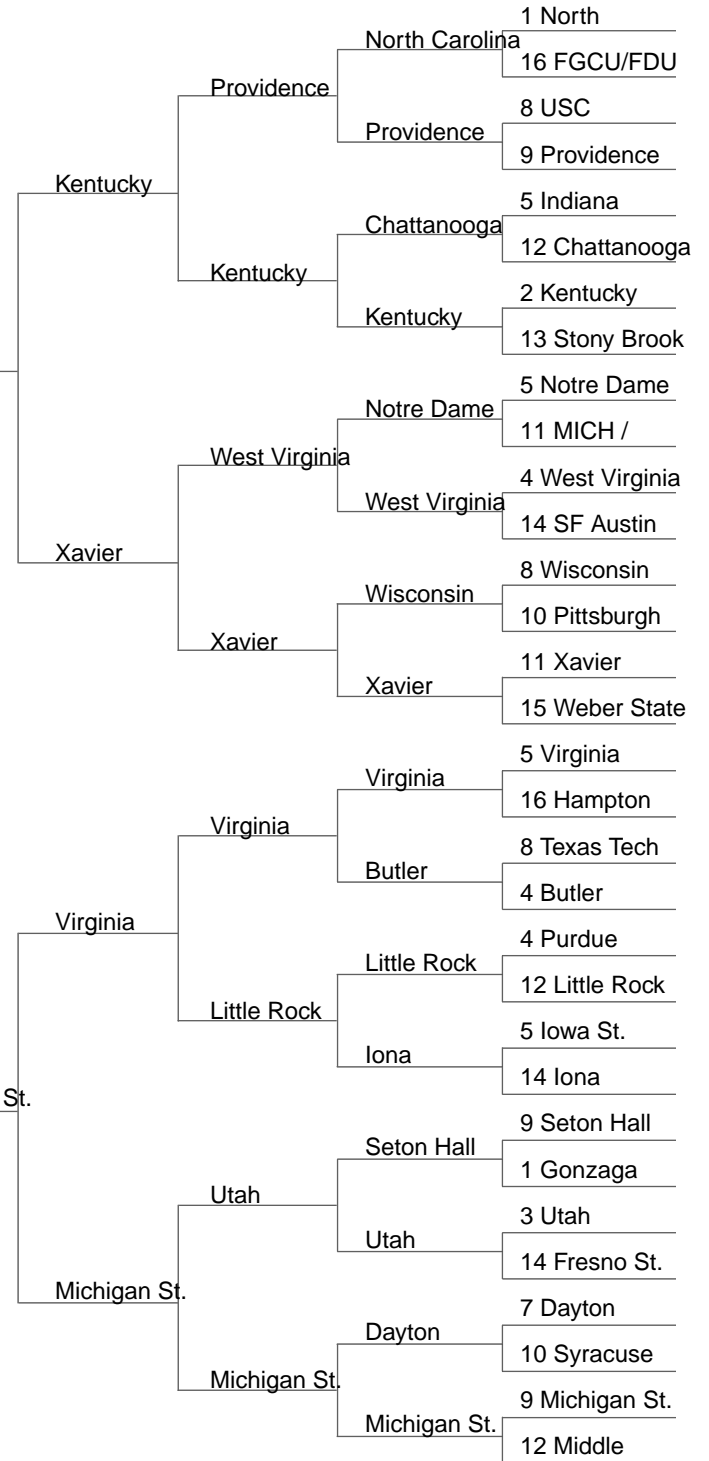 1 North
North Carolina
16 FGCU/FDU
Providence
8 USC
Providence
9 Providence
Kentucky
5 Indiana
Chattanooga
12 Chattanooga
Kentucky
2 Kentucky
Kentucky
13 Stony Brook
5 Notre Dame
Notre Dame
11 MICH /
West Virginia
4 West Virginia
West Virginia
14 SF Austin
Xavier
8 Wisconsin
Wisconsin
10 Pittsburgh
Xavier
11 Xavier
Xavier
15 Weber State
5 Virginia
Virginia
16 Hampton
Virginia
8 Texas Tech
Butler
4 Butler
Virginia
4 Purdue
Little Rock
12 Little Rock
Little Rock
5 Iowa St.
Iona
14 Iona
St.
9 Seton Hall
Seton Hall
1 Gonzaga
Utah
3 Utah
Utah
14 Fresno St.
Michigan St.
7 Dayton
Dayton
10 Syracuse
Michigan St.
9 Michigan St.
Michigan St.
12 Middle